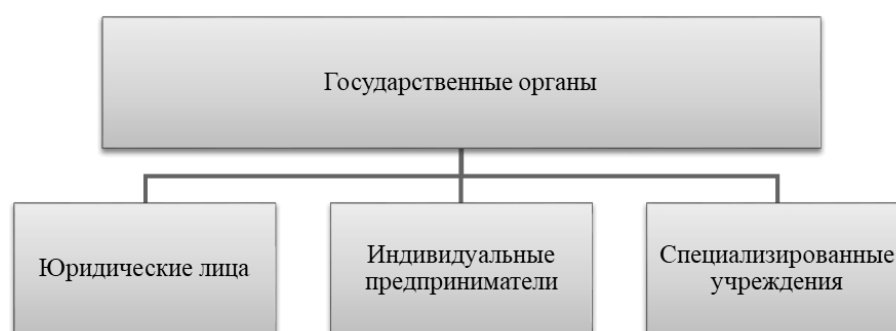 Государственные органы
Юридические лица
Индивидуальные
предприниматели
Специализированные
учреждения